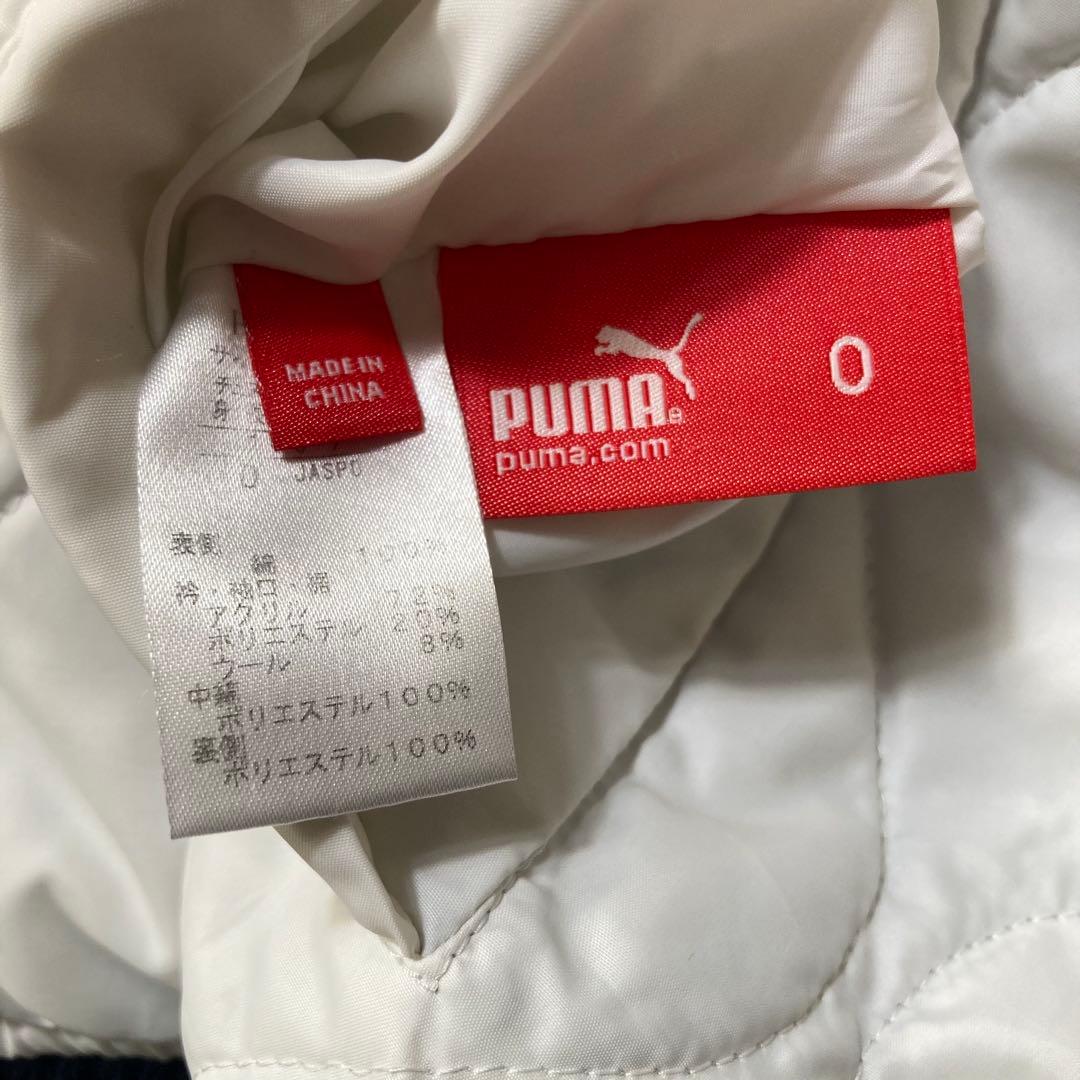 MADE IN
CHINA
PUMA®
puma.com
O
JASPO
表側
綿 100%
衿・袖口・裾
アクリル 72%
ポリエステル 20%
ウール 8%
中綿
ポリエステル100%
裏側
ポリエステル100%